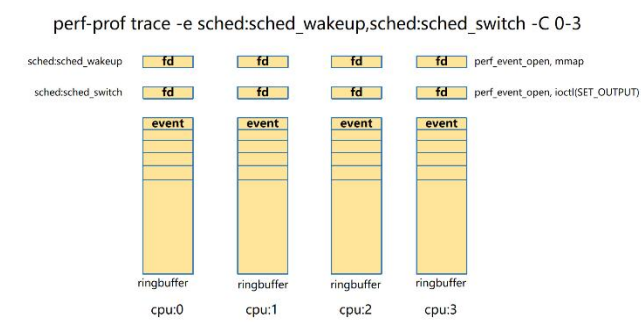 perf-prof trace -e sched:sched_wakeup,sched:sched_switch -C 0-3
sched:sched_wakeup fd fd fd fd perf_event_open, mmap
sched:sched_switch fd fd fd fd perf_event_open, ioctl(SET_OUTPUT)
event event event event
ringbuffer ringbuffer ringbuffer ringbuffer
cpu:0 cpu:1 cpu:2 cpu:3